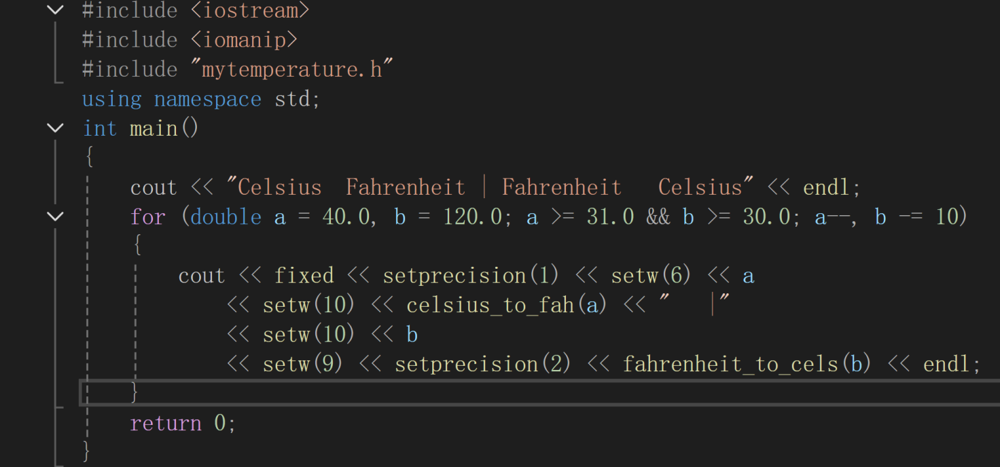 #include <iostream>
#include <iomanip>
#include "mytemperature.h"
using namespace std;
int main()
{
    cout << "Celsius  Fahrenheit | Fahrenheit   Celsius" << endl;
    for (double a = 40.0, b = 120.0; a >= 31.0 && b >= 30.0; a--, b -= 10)
    {
        cout << fixed << setprecision(1) << setw(6) << a
            << setw(10) << celsius_to_fah(a) << "   |"
            << setw(10) << b
            << setw(9) << setprecision(2) << fahrenheit_to_cels(b) << endl;
    }
    return 0;
}